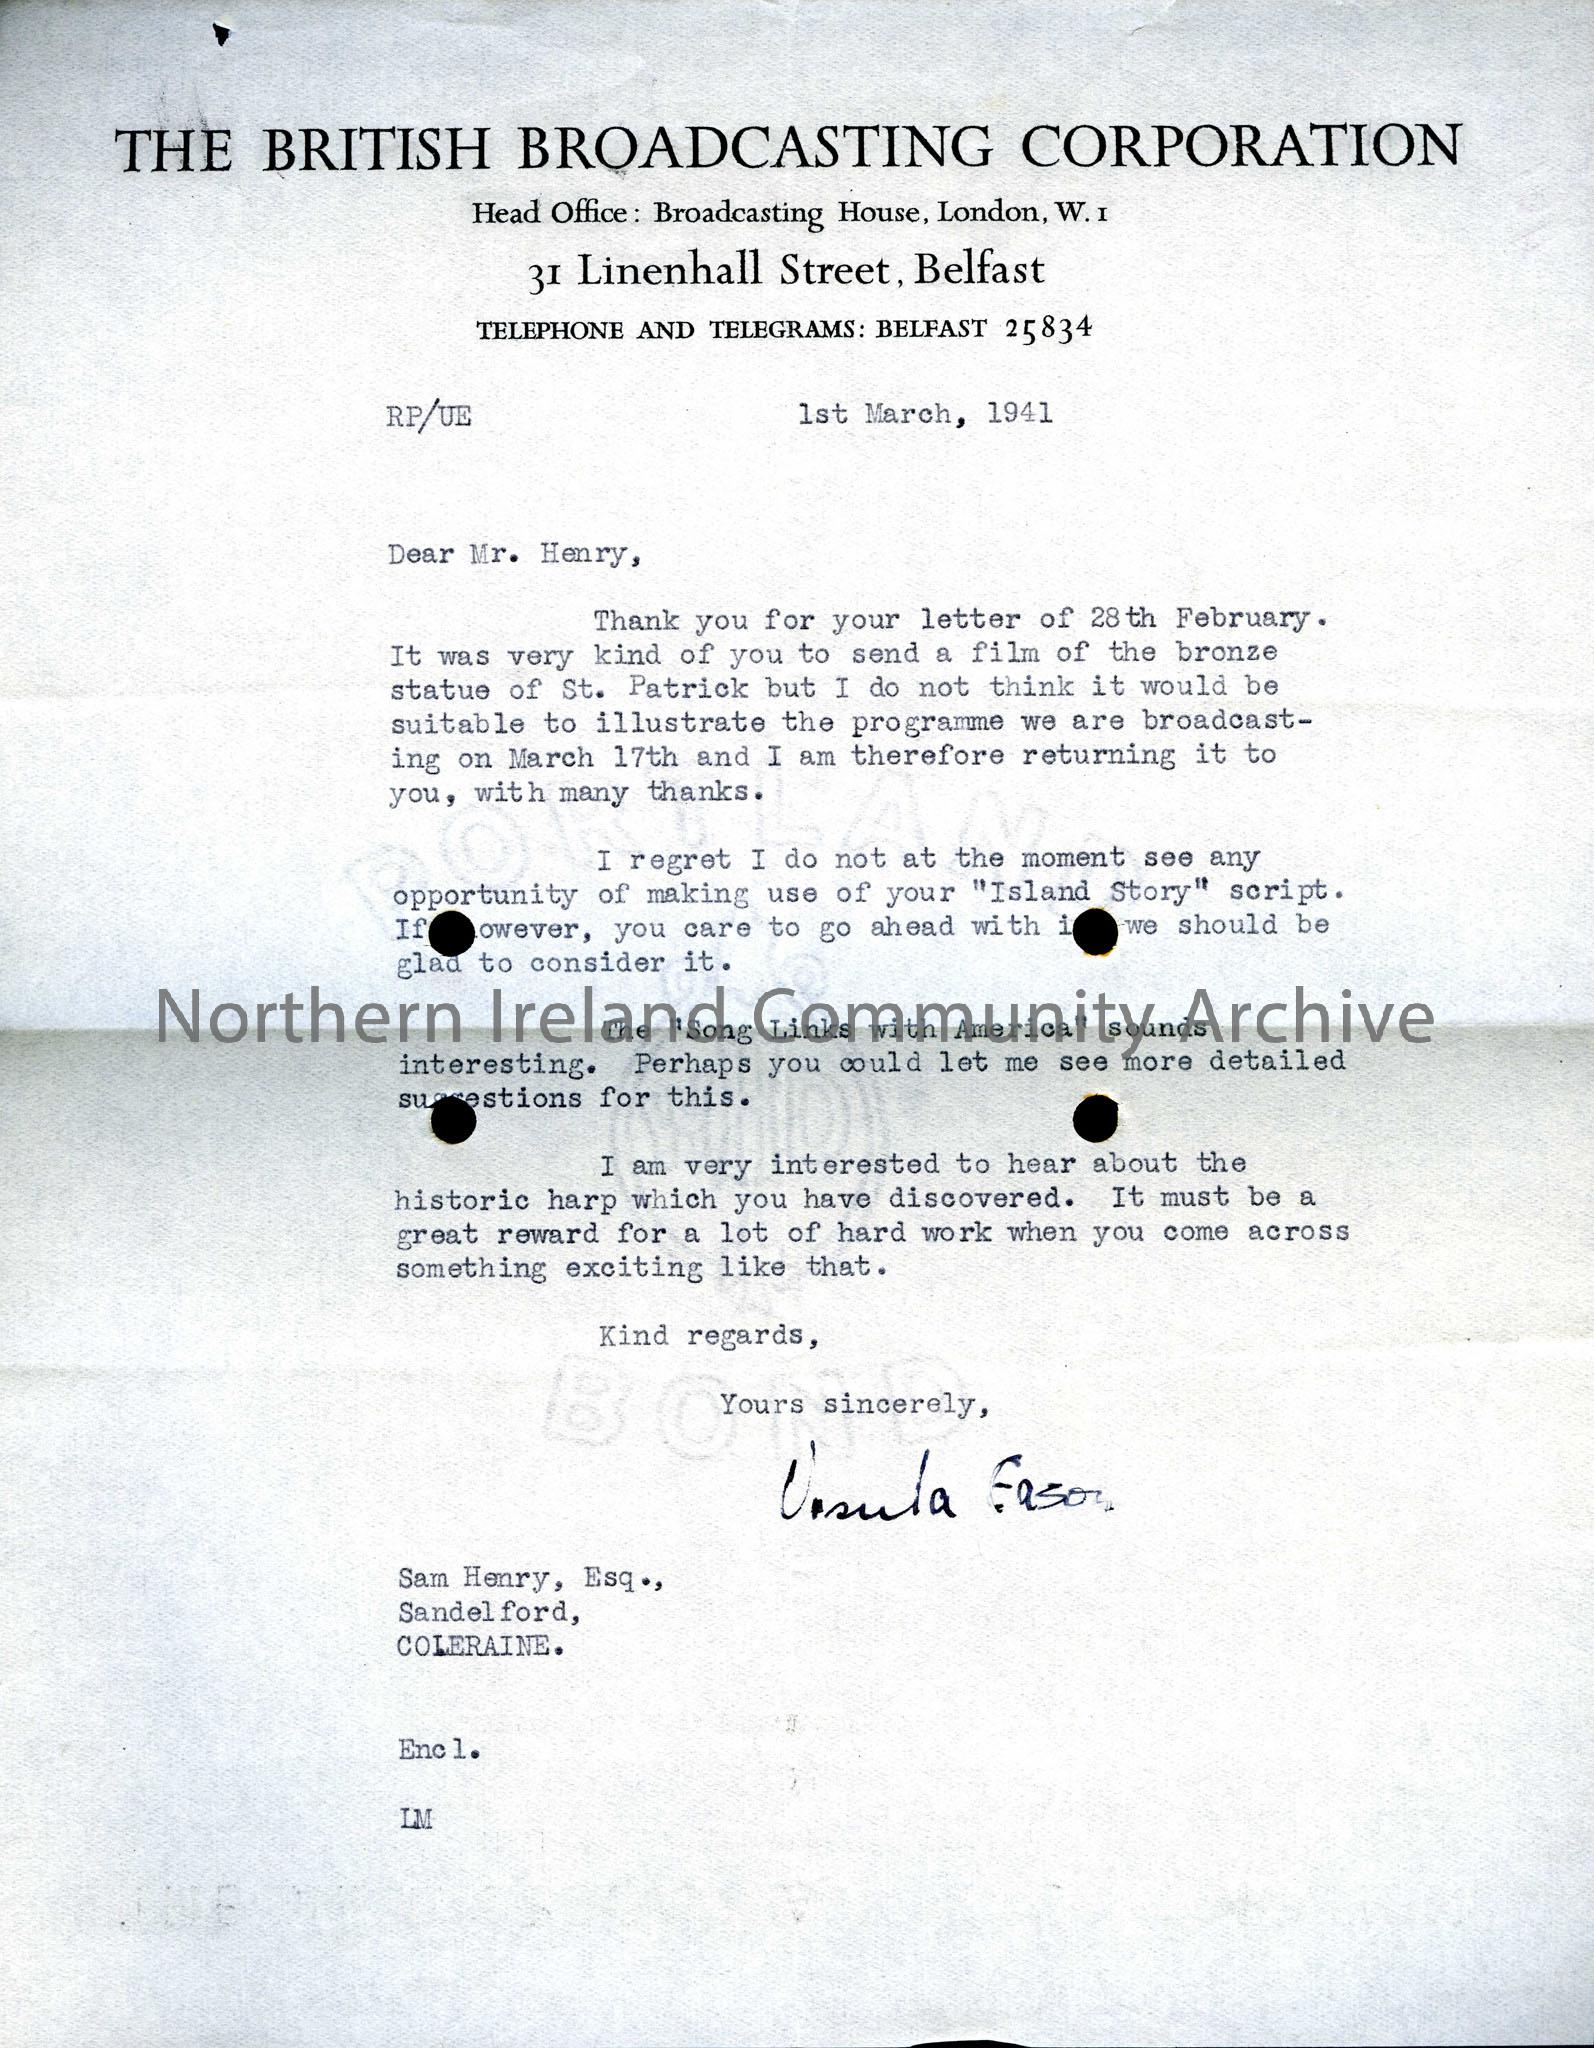 THE BRITISH BROADCASTING CORPORATION
Head Office: Broadcasting House, London, W. 1
31 Linenhall Street, Belfast
TELEPHONE AND TELEGRAMS: BELFAST 25834
RP/UE 1st March, 1941
Dear Mr. Henry,
Thank you for your letter of 28th February.
It was very kind of you to send a film of the bronze
statue of St. Patrick but I do not think it would be
suitable to illustrate the programme we are broadcast-
ing on March 17th and I am therefore returning it to
you, with many thanks.
I regret I do not at the moment see any
opportunity of making use of your "Island Story" script.
If however, you care to go ahead with it we should be
glad to consider it.
Northern Ireland Community Archive
The "Song Links with America" sounds
interesting. Perhaps you could let me see more detailed
suggestions for this.
I am very interested to hear about the
historic harp which you have discovered. It must be a
great reward for a lot of hard work when you come across
something exciting like that.
Kind regards,
Yours sincerely,
Ursula Eason
Sam Henry, Esq.,
Sandelford,
COLERAINE.
Encl.
LM